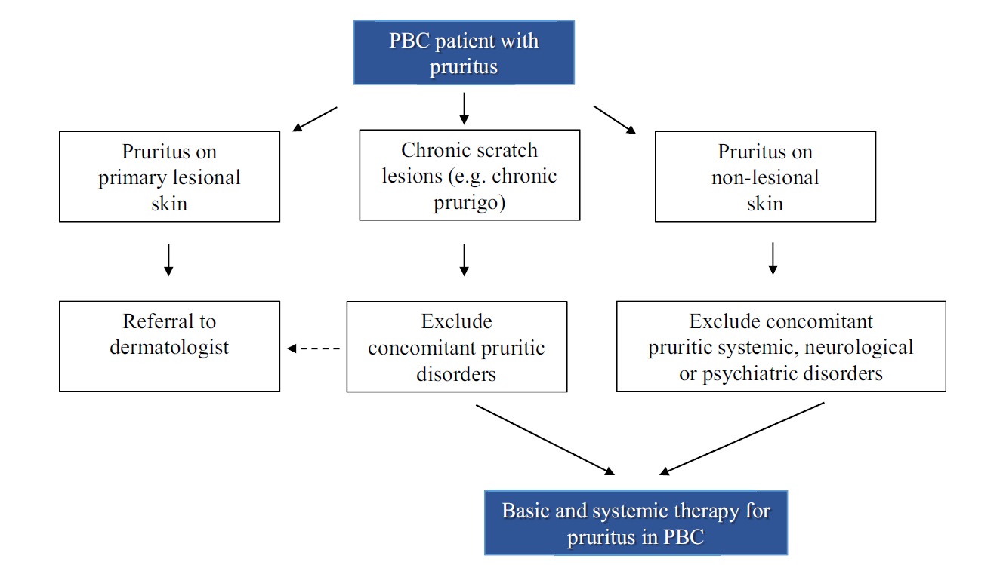 PBC patient with
pruritus
Pruritus on
primary lesional
skin
Chronic scratch
lesions (e.g. chronic
prurigo)
Pruritus on
non-lesional
skin
Referral to
dermatologist
Exclude
concomitant pruritic
disorders
Exclude concomitant
pruritic systemic, neurological
or psychiatric disorders
Basic and systemic therapy for
pruritus in PBC